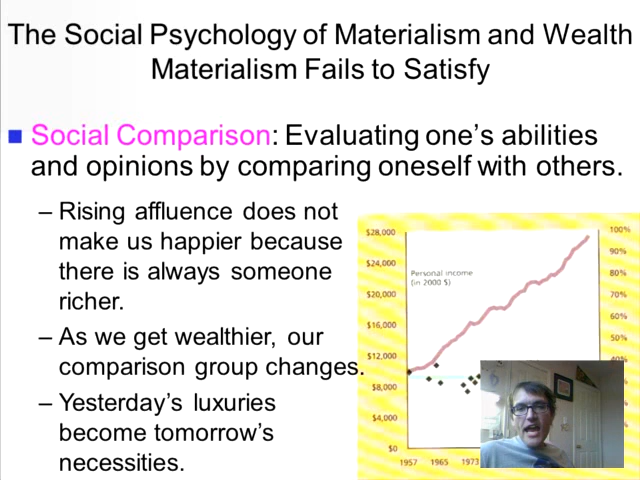 The Social Psychology of Materialism and Wealth
Materialism Fails to Satisfy
Social Comparison: Evaluating one's abilities
and opinions by comparing oneself with others.
– Rising affluence does not
make us happier because
there is always someone
richer.
– As we get wealthier, our
comparison group changes.
– Yesterday's luxuries
become tomorrow's
necessities.
$28,000
$24,000
$20,000
$16,000
$12,000
$8,000
$4,000
$0
Personal income
(in 2000 $)
100%
90%
80%
70%
60%
50%
40%
1957 1965 1973